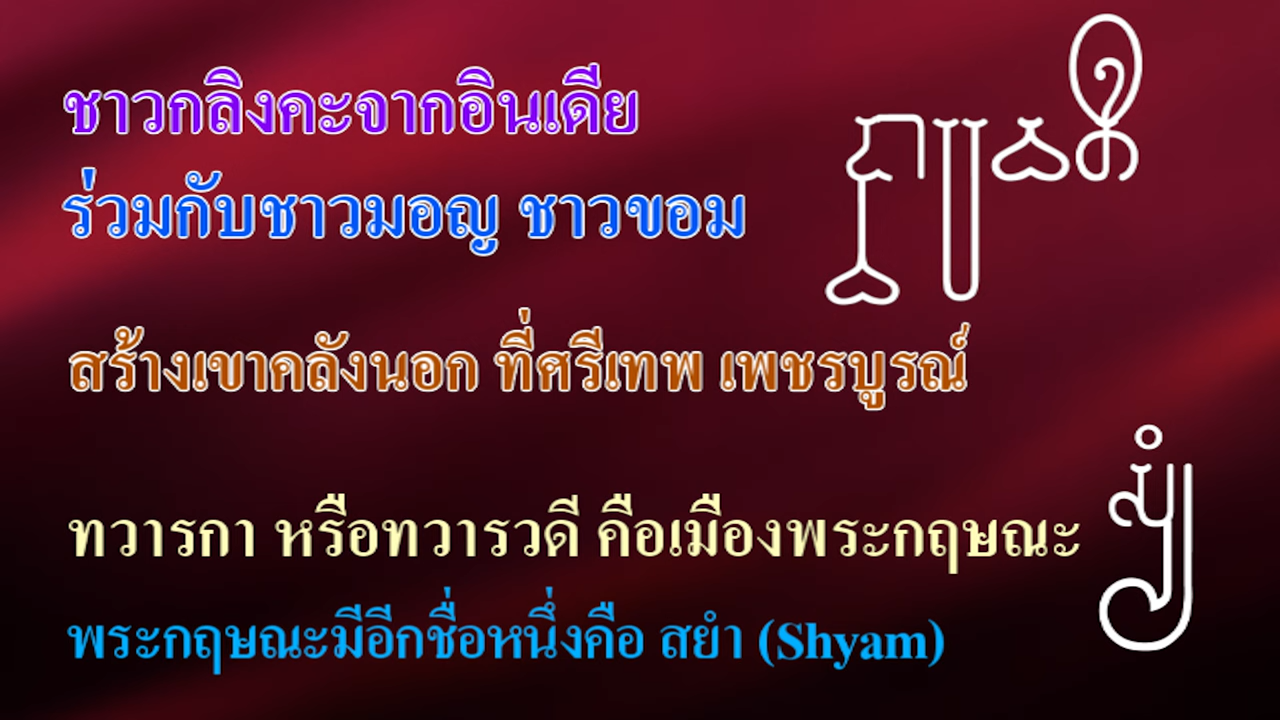 ชาวกลิงคะจากอินเดีย
ร่วมกับชาวมอญ ชาวขอม
สร้างเขาคลังนอก ที่ศรีเทพ เพชรบูรณ์
ทวารกา หรือทวารวดี คือเมืองพระกฤษณะ
พระกฤษณะมีอีกชื่อหนึ่งคือ สยำ (Shyam)